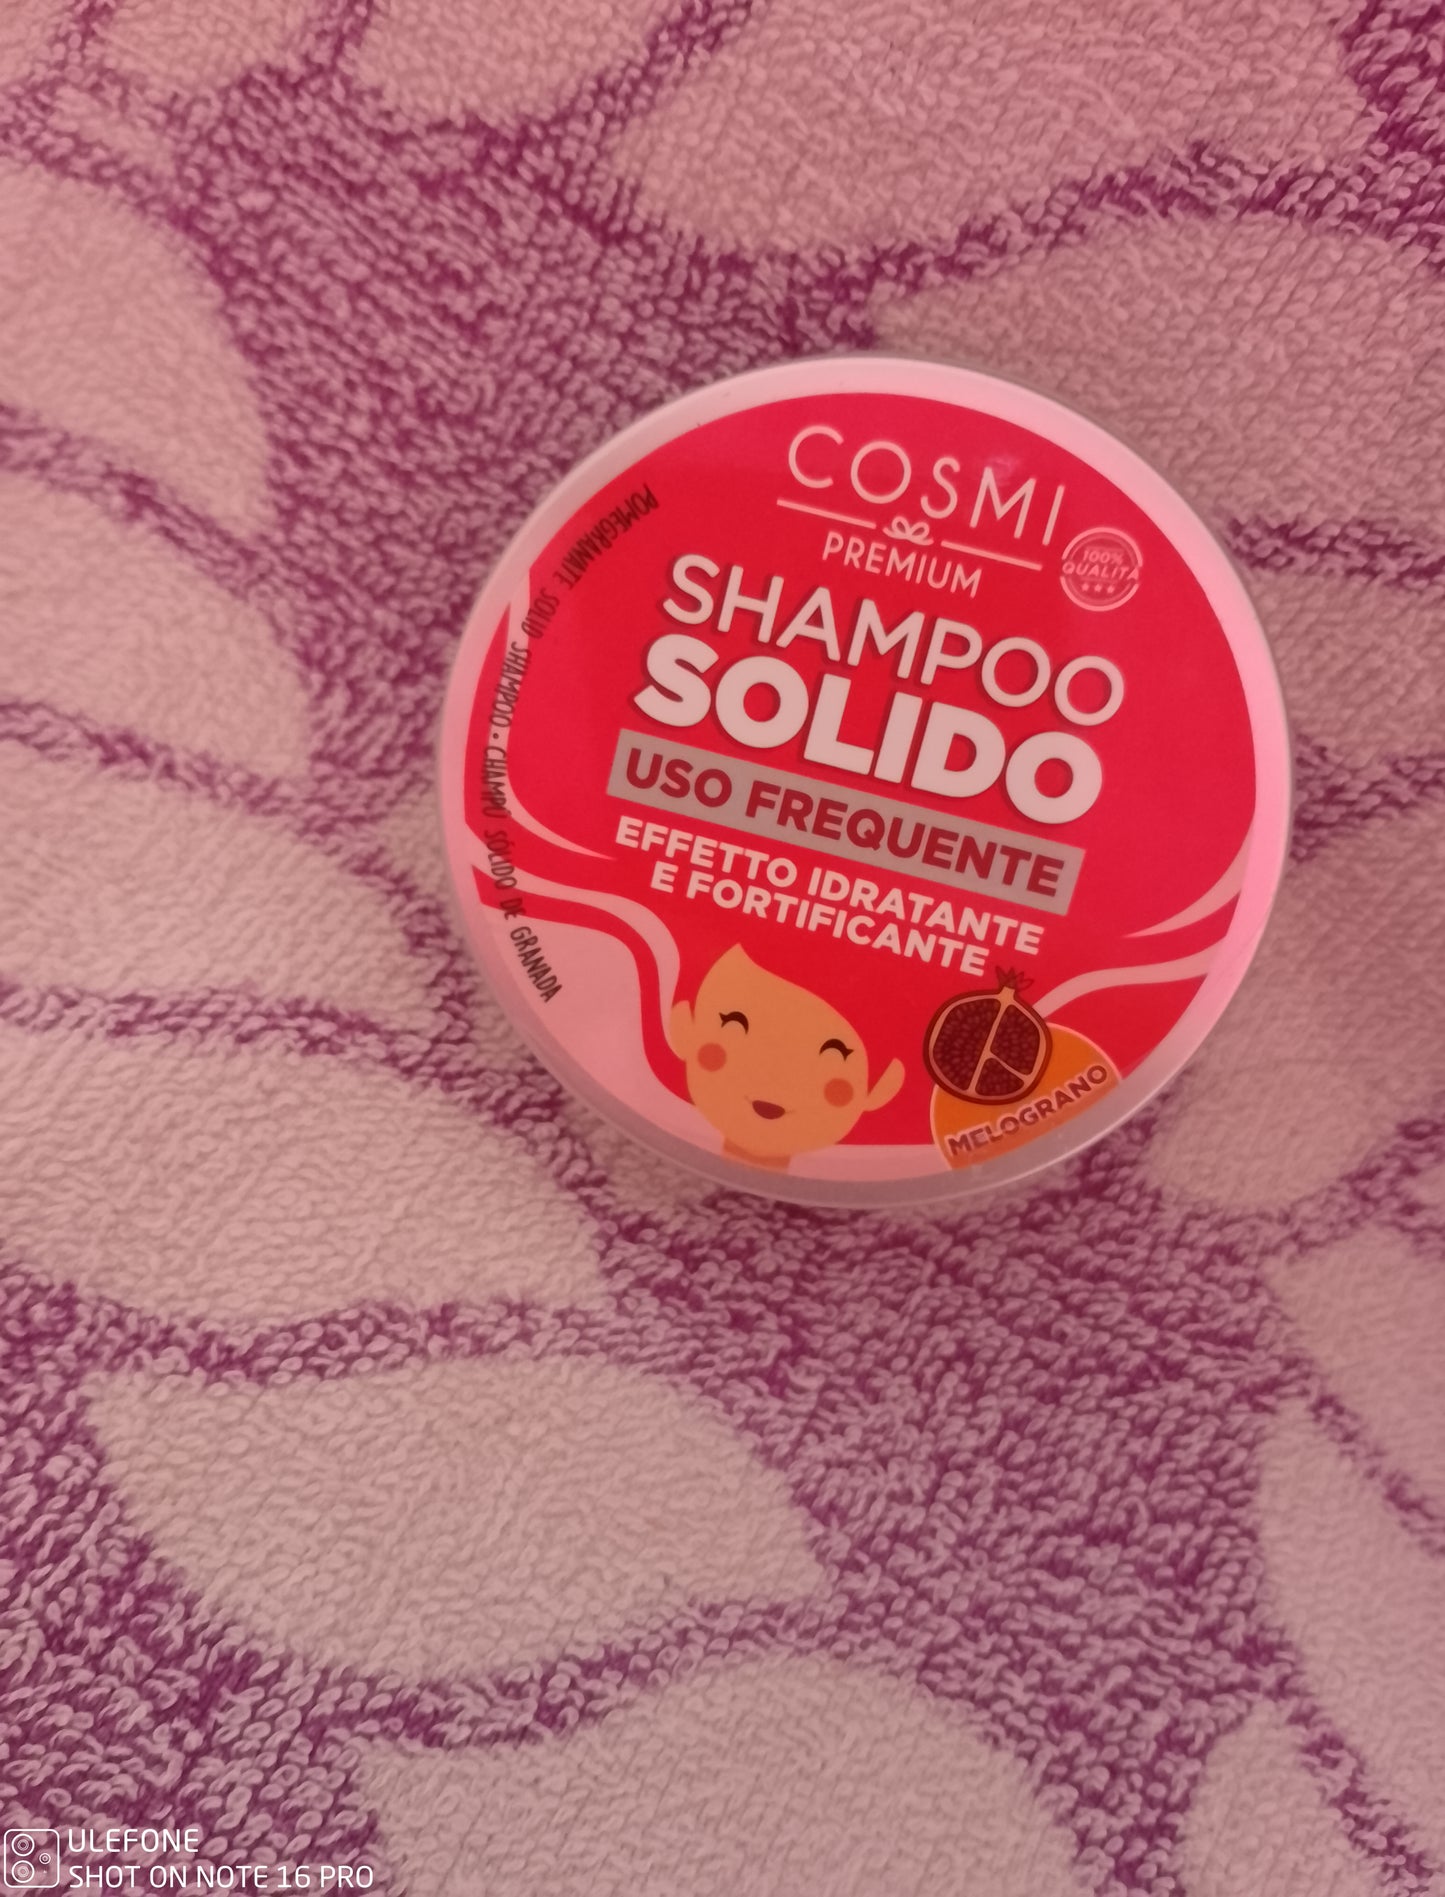 COSMI
PREMIUM
100%
QUALITÀ
SHAMPOO
SOLIDO
USO FREQUENTE
EFFETTO IDRATANTE
E FORTIFICANTE
MELOGRANO
POMEGRANATE SOLID SHAMPOO • CHAMPÚ SÓLIDO DE GRANADA
ULEFONE
SHOT ON NOTE 16 PRO